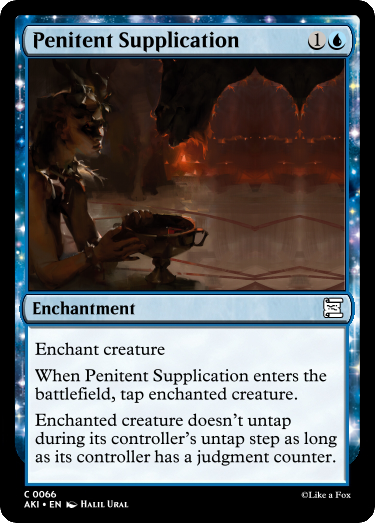 Penitent Supplication 1
Enchantment
Enchant creature
When Penitent Supplication enters the
battlefield, tap enchanted creature.
Enchanted creature doesn't untap
during its controller's untap step as long
as its controller has a judgment counter.
C 0066
AKI • EN Halil Ural
©Like a Fox